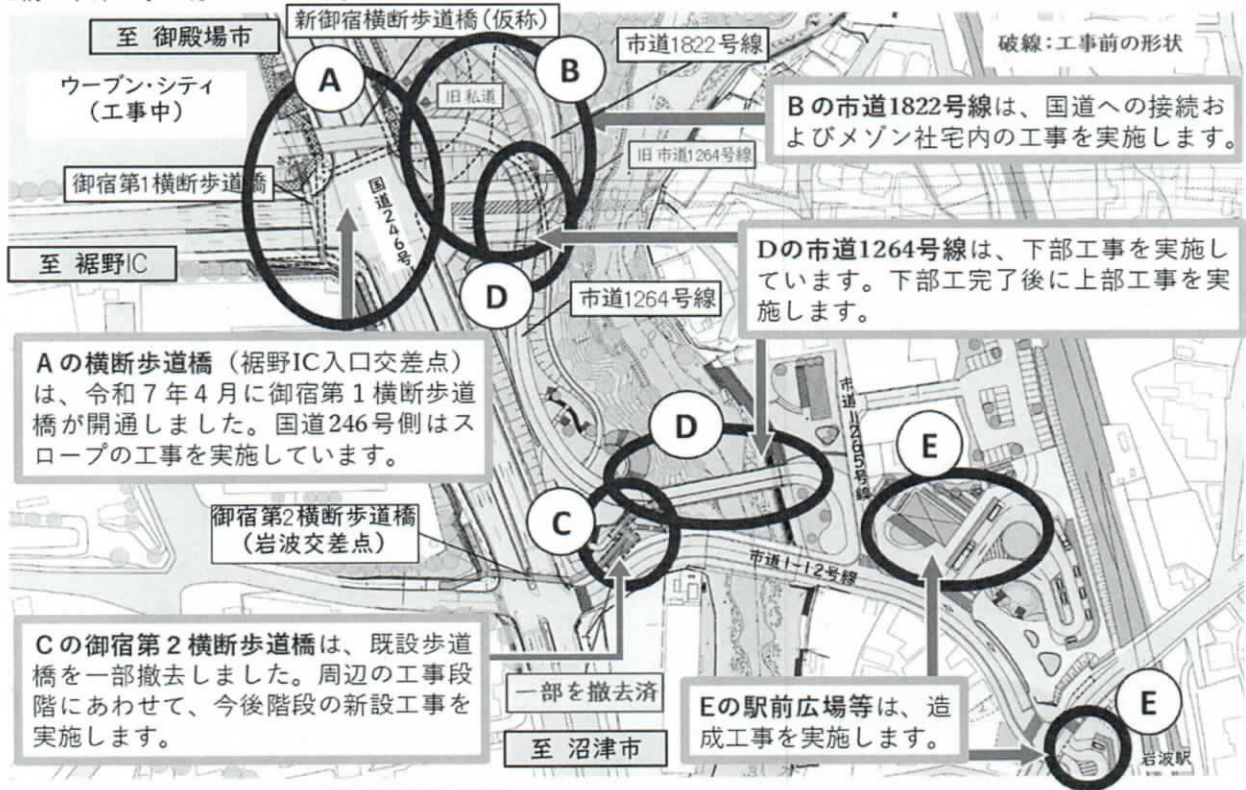 至 御殿場市
新御宿横断歩道橋(仮称)
市道1822号線
破線:工事前の形状
ウーブン・シティ
(工事中)
A
B
旧私道
Bの市道1822号線は、国道への接続お
よびメゾン社宅内の工事を実施します。
旧市道1264号線
御宿第1横断歩道橋
国道246号
至 裾野IC
D
市道1264号線
Dの市道1264号線は、下部工事を実施し
ています。下部工完了後に上部工事を実
施します。
Aの横断歩道橋(裾野IC入口交差点)
は、令和7年4月に御宿第1横断歩道
橋が開通しました。国道246号側はス
ロープの工事を実施しています。
市道1265号線
D
E
C
御宿第2横断歩道橋
(岩波交差点)
市道1-12号線
Cの御宿第2横断歩道橋は、既設歩道
橋を一部撤去しました。周辺の工事段
階にあわせて、今後階段の新設工事を
実施します。
一部を撤去済
Eの駅前広場等は、造
成工事を実施します。
E
至 沼津市
岩波駅